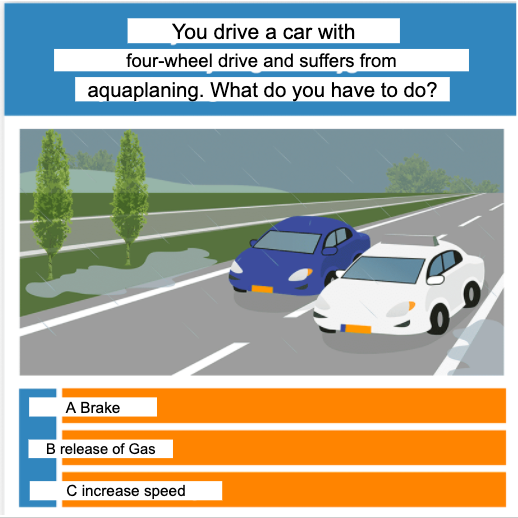 You drive a car with
four-wheel drive and suffers from
aquaplaning. What do you have to do?
A Brake
B release of Gas
C increase speed